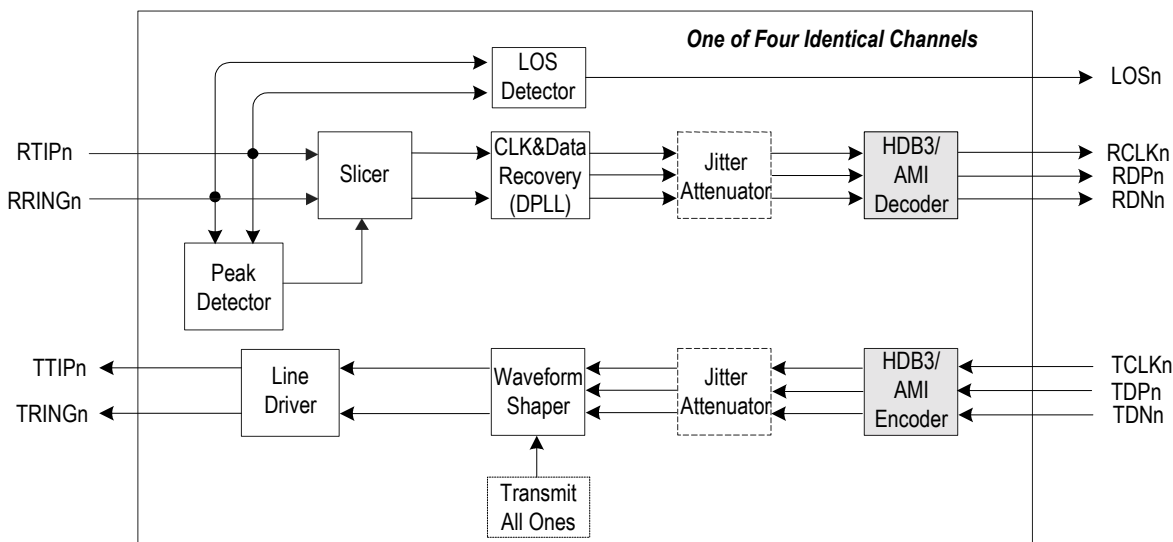 One of Four Identical Channels
LOS
Detector
LOSn
RTIPn
RRINGn
Slicer
CLK&Data
Recovery
(DPLL)
Jitter
Attenuator
HDB3/
AMI
Decoder
RCLKn
RDPn
RDNn
Peak
Detector
TTIPn
TRINGn
Line
Driver
Waveform
Shaper
Jitter
Attenuator
HDB3/
AMI
Encoder
TCLKn
TDPn
TDNn
Transmit
All Ones